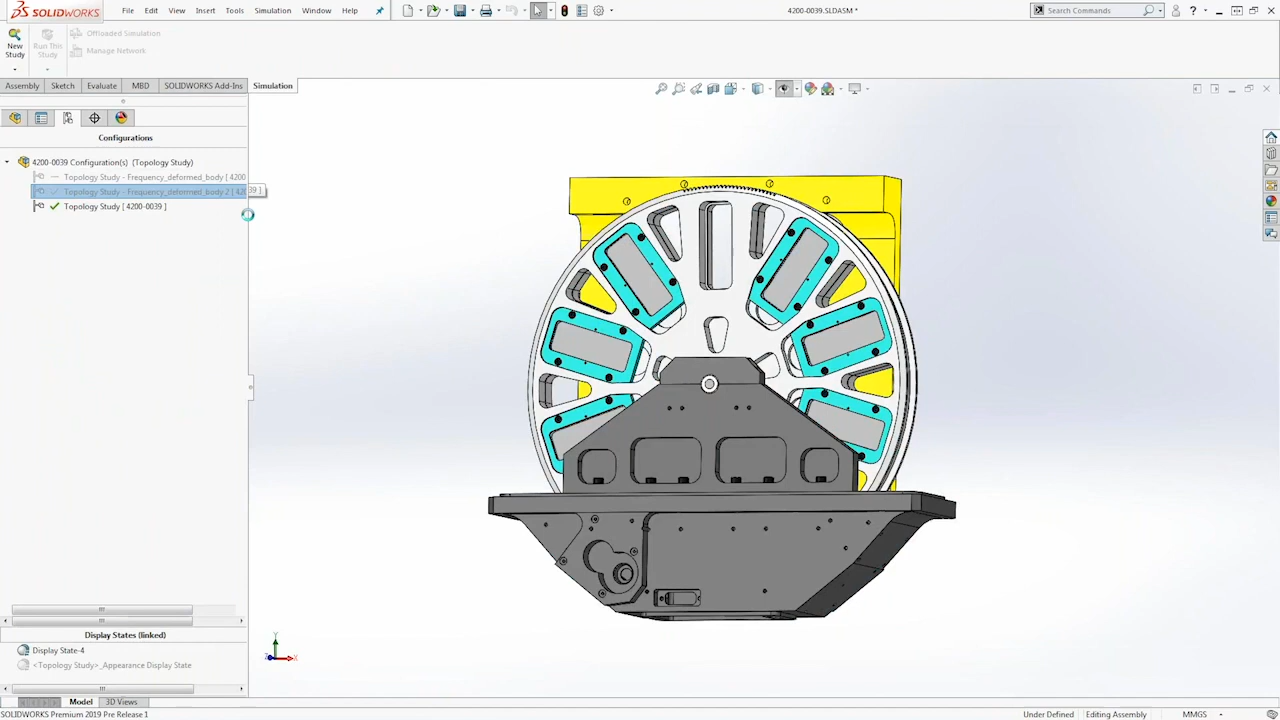 SOLIDWORKS File Edit View Insert Tools Simulation Window Help 4200-0039.SLDASM * Search Commands
New Study
Run This Study
Offloaded Simulation
Manage Network
Assembly Sketch Evaluate MBD SOLIDWORKS Add-Ins Simulation
Configurations
4200-0039 Configuration(s) (Topology Study)
Topology Study - Frequency_deformed_body [ 4200
Topology Study - Frequency_deformed_body 2 [ 420 39 ]
Topology Study [ 4200-0039 ]
Display States (linked)
Display State-4
<Topology Study>_Appearance Display State
Y
Z X
Model 3D Views
SOLIDWORKS Premium 2019 Pre Release 1 Under Defined Editing Assembly MMGS